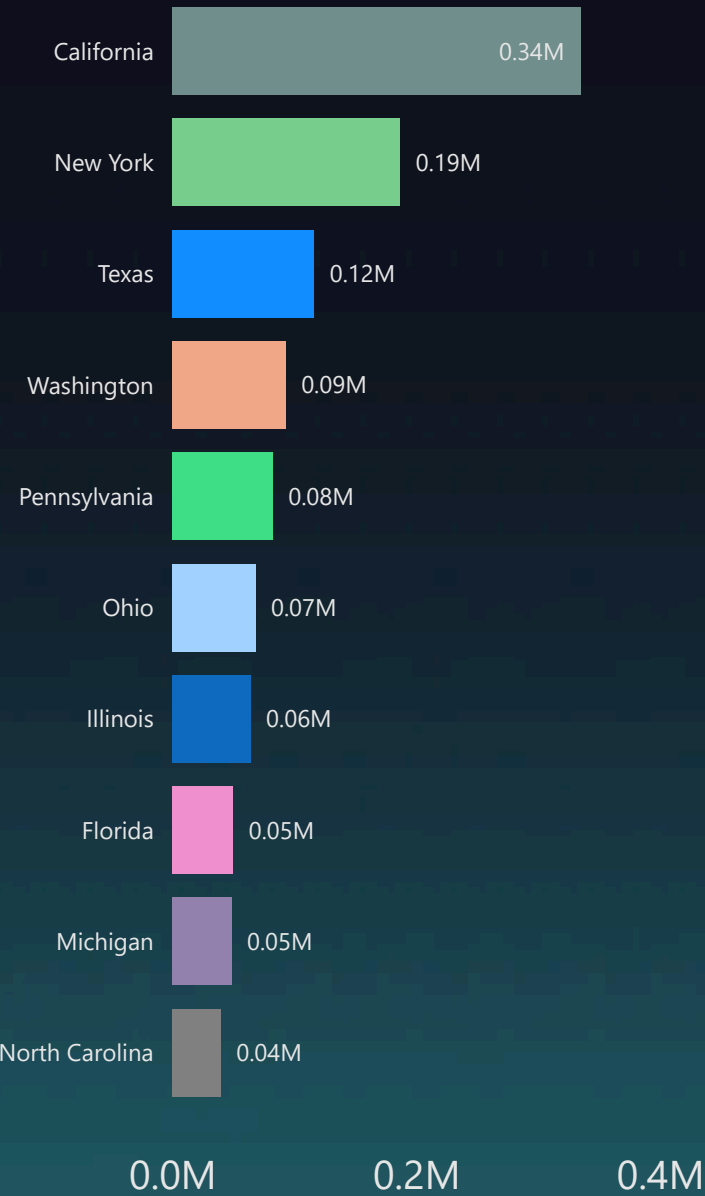 California 0.34M
New York 0.19M
Texas 0.12M
Washington 0.09M
Pennsylvania 0.08M
Ohio 0.07M
Illinois 0.06M
Florida 0.05M
Michigan 0.05M
North Carolina 0.04M
0.0M 0.2M 0.4M